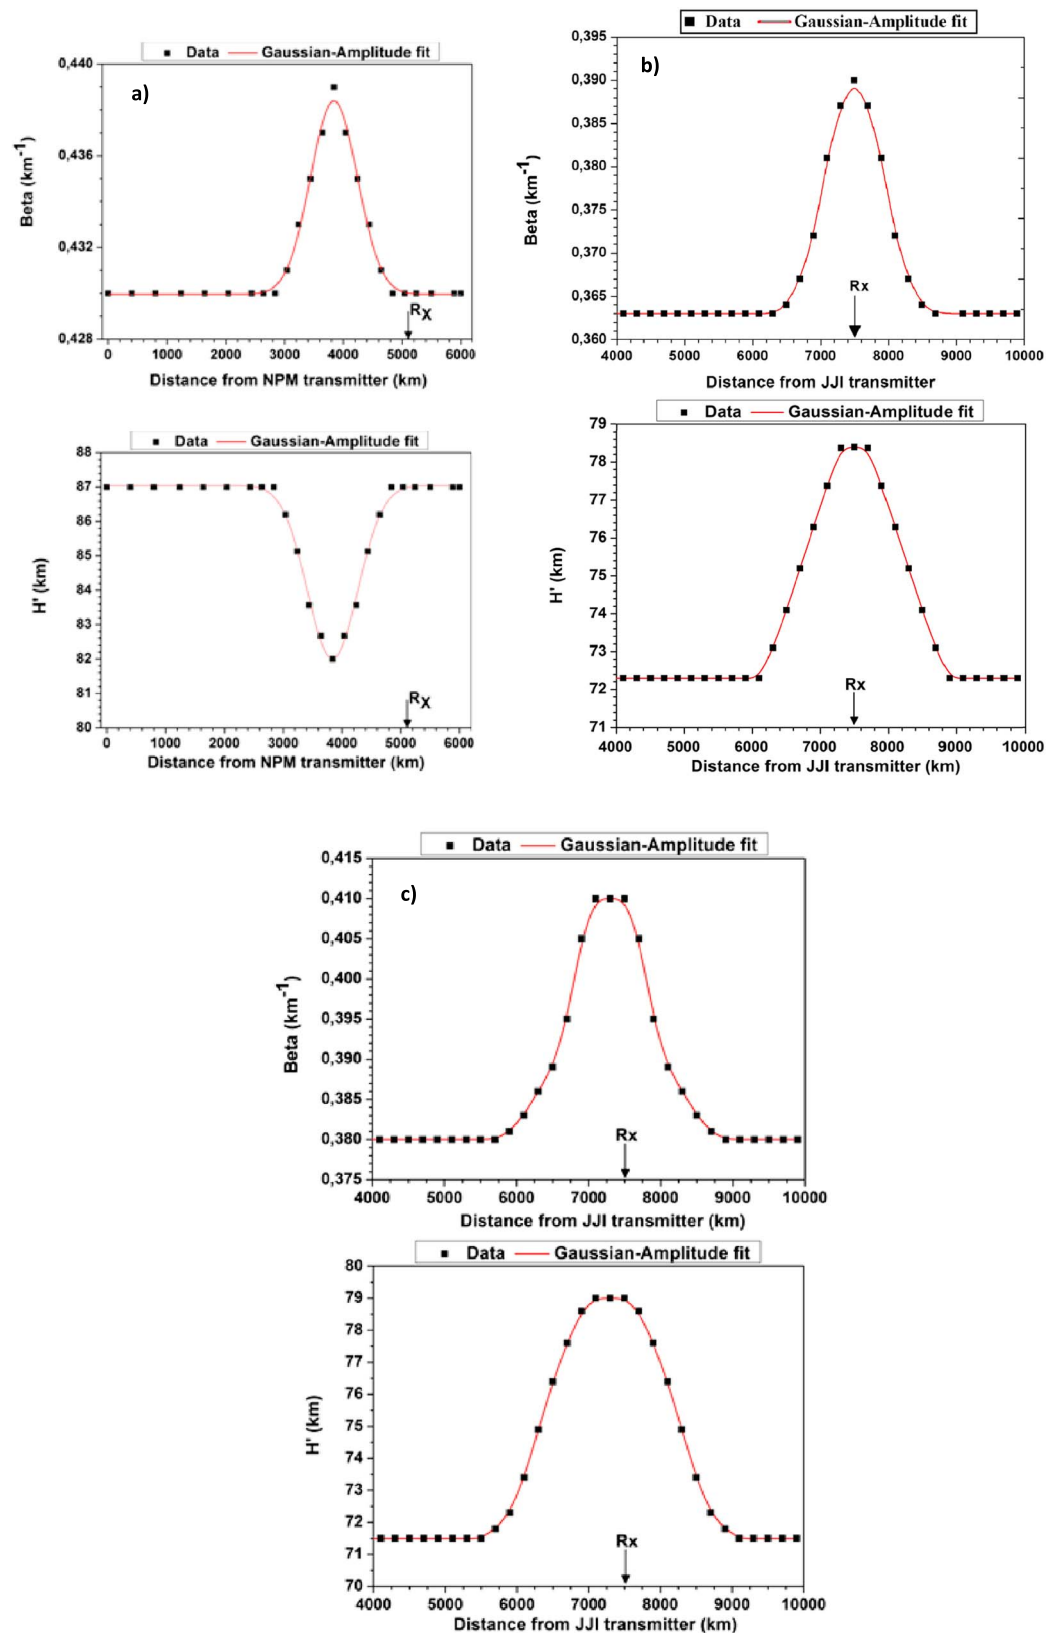 Data Gaussian-Amplitude fit
a)
0,440
0,436
0,432
0,428
Beta (km-1)
RX
0 1000 2000 3000 4000 5000 6000
Distance from NPM transmitter (km)
Data Gaussian-Amplitude fit
b)
0,395
0,390
0,385
0,380
0,375
0,370
0,365
0,360
Beta (km-1)
Rx
4000 5000 6000 7000 8000 9000 10000
Distance from JJI transmitter
Data Gaussian-Amplitude fit
88
87
86
85
84
83
82
81
80
H' (km)
RX
0 1000 2000 3000 4000 5000 6000
Distance from NPM transmitter (km)
Data Gaussian-Amplitude fit
79
78
77
76
75
74
73
72
71
H' (km)
Rx
4000 5000 6000 7000 8000 9000 10000
Distance from JJI transmitter (km)
Data Gaussian-Amplitude fit
c)
0,415
0,410
0,405
0,400
0,395
0,390
0,385
0,380
0,375
Beta (km-1)
Rx
4000 5000 6000 7000 8000 9000 10000
Distance from JJI transmitter (km)
Data Gaussian-Amplitude fit
80
79
78
77
76
75
74
73
72
71
70
H' (km)
Rx
4000 5000 6000 7000 8000 9000 10000
Distance from JJI transmitter (km)